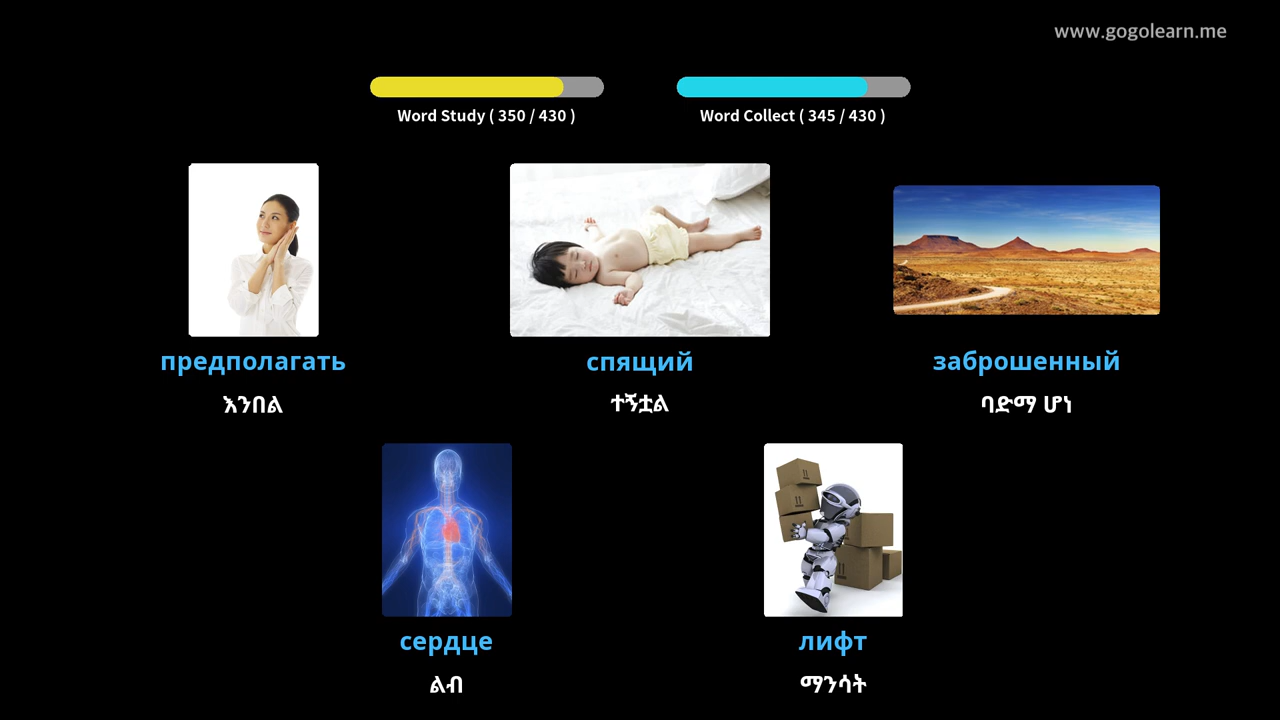 www.gogolearn.me
Word Study ( 350 / 430 )
Word Collect ( 345 / 430 )
предполагать
спящий
заброшенный
እንበል
ተኝቷል
ባድማ ሆነ
сердце
лифт
ልብ
ማንሳት